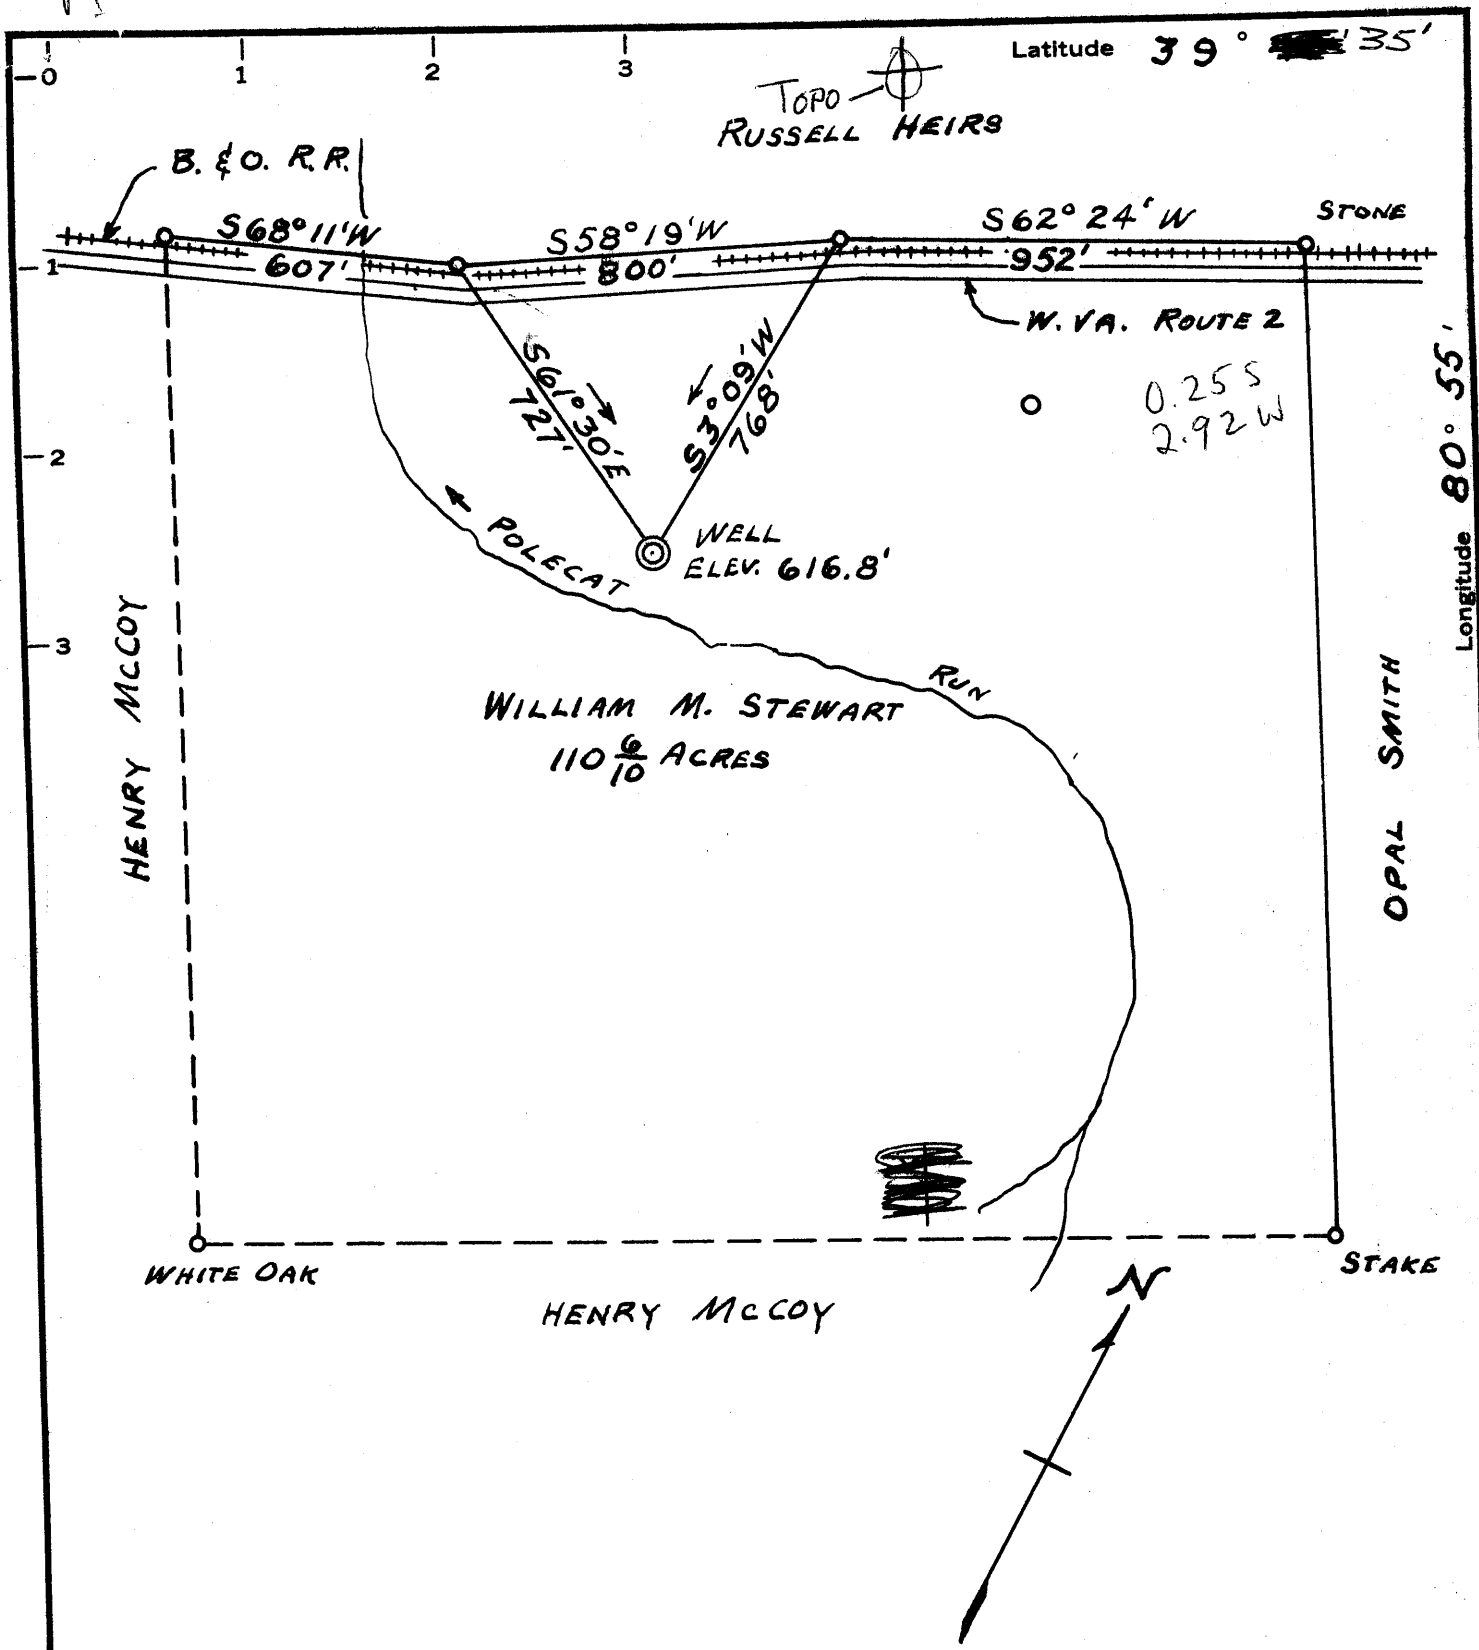 Latitude 39° 35'
0 1 2 3
TOPO
RUSSELL HEIRS
B. & O. R.R.
S68°11'W
607'
S58°19'W
800'
S62°24'W
952'
STONE
1
W. VA. ROUTE 2
S61°30'E
727'
S3°09'W
768'
0.25 S
2.92 W
Longitude 80° 55'
2
WELL
ELEV. 616.8'
POLECAT RUN
3
HENRY McCOY
WILLIAM M. STEWART
110 6/10 ACRES
OPAL SMITH
WHITE OAK
STAKE
HENRY McCOY
N